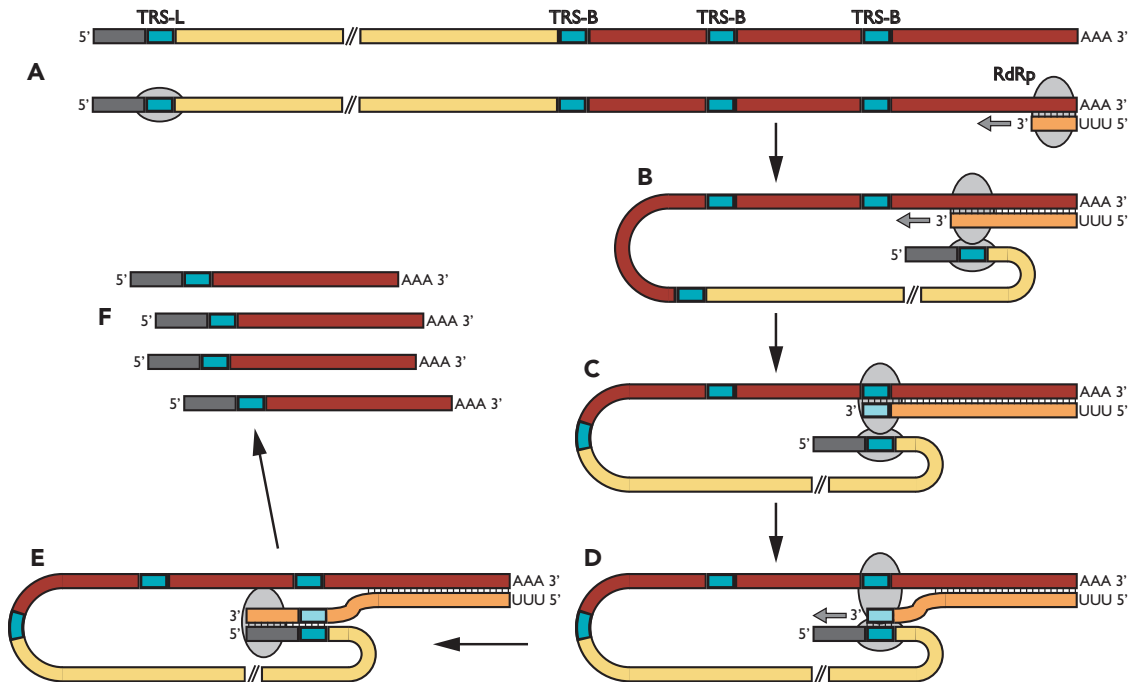 TRS-L TRS-B TRS-B TRS-B
5’ AAA 3’
A
RdRp
5’ AAA 3’
3’ UUU 5’
B
AAA 3’
3’ UUU 5’
5’
5’ AAA 3’
F
5’ AAA 3’
5’ AAA 3’
5’ AAA 3’
C
AAA 3’
3’ UUU 5’
5’
E
AAA 3’
UUU 5’
3’
5’
D
AAA 3’
UUU 5’
3’
5’